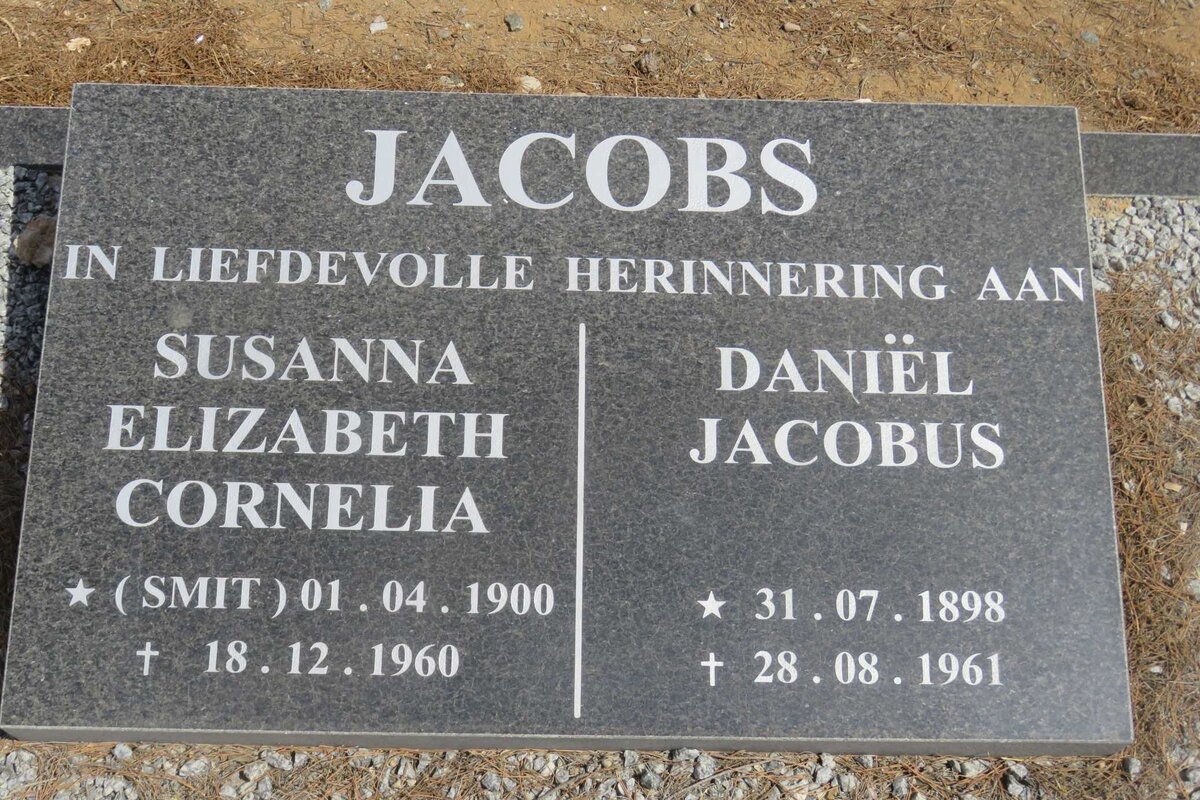 JACOBS
IN LIEFDEVOLLE HERINNERING AAN
SUSANNA
ELIZABETH
CORNELIA
★ (SMIT) 01.04.1900
✝ 18.12.1960
DANIËL
JACOBUS
★ 31.07.1898
✝ 28.08.1961